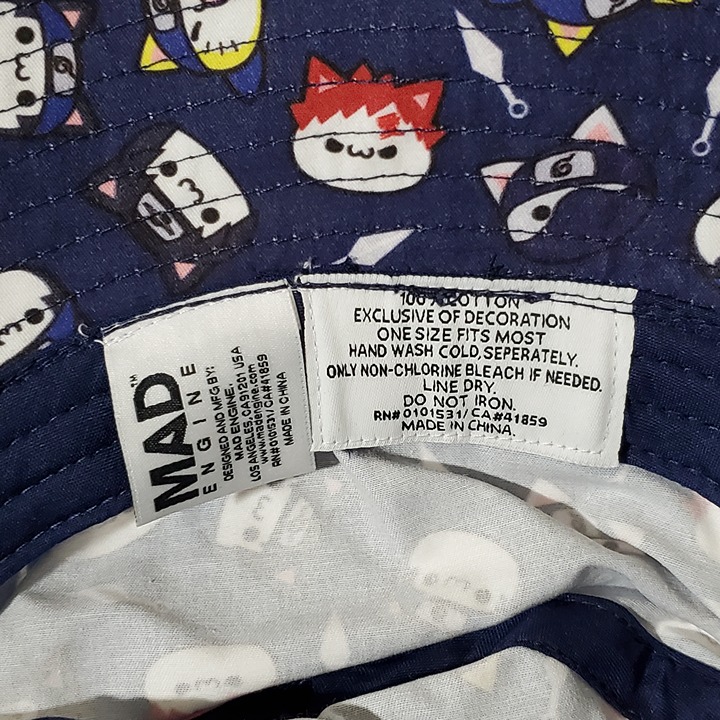 MAD™
ENGINE
DESIGNED AND MFG BY:
MAD ENGINE,
LOS ANGELES, CA 91201 USA
www.madengine.com
RN#0101531/CA#41859
MADE IN CHINA
100% COTTON
EXCLUSIVE OF DECORATION
ONE SIZE FITS MOST
HAND WASH COLD, SEPERATELY.
ONLY NON-CHLORINE BLEACH IF NEEDED.
LINE DRY.
DO NOT IRON.
RN# 0101531/ CA#41859
MADE IN CHINA.